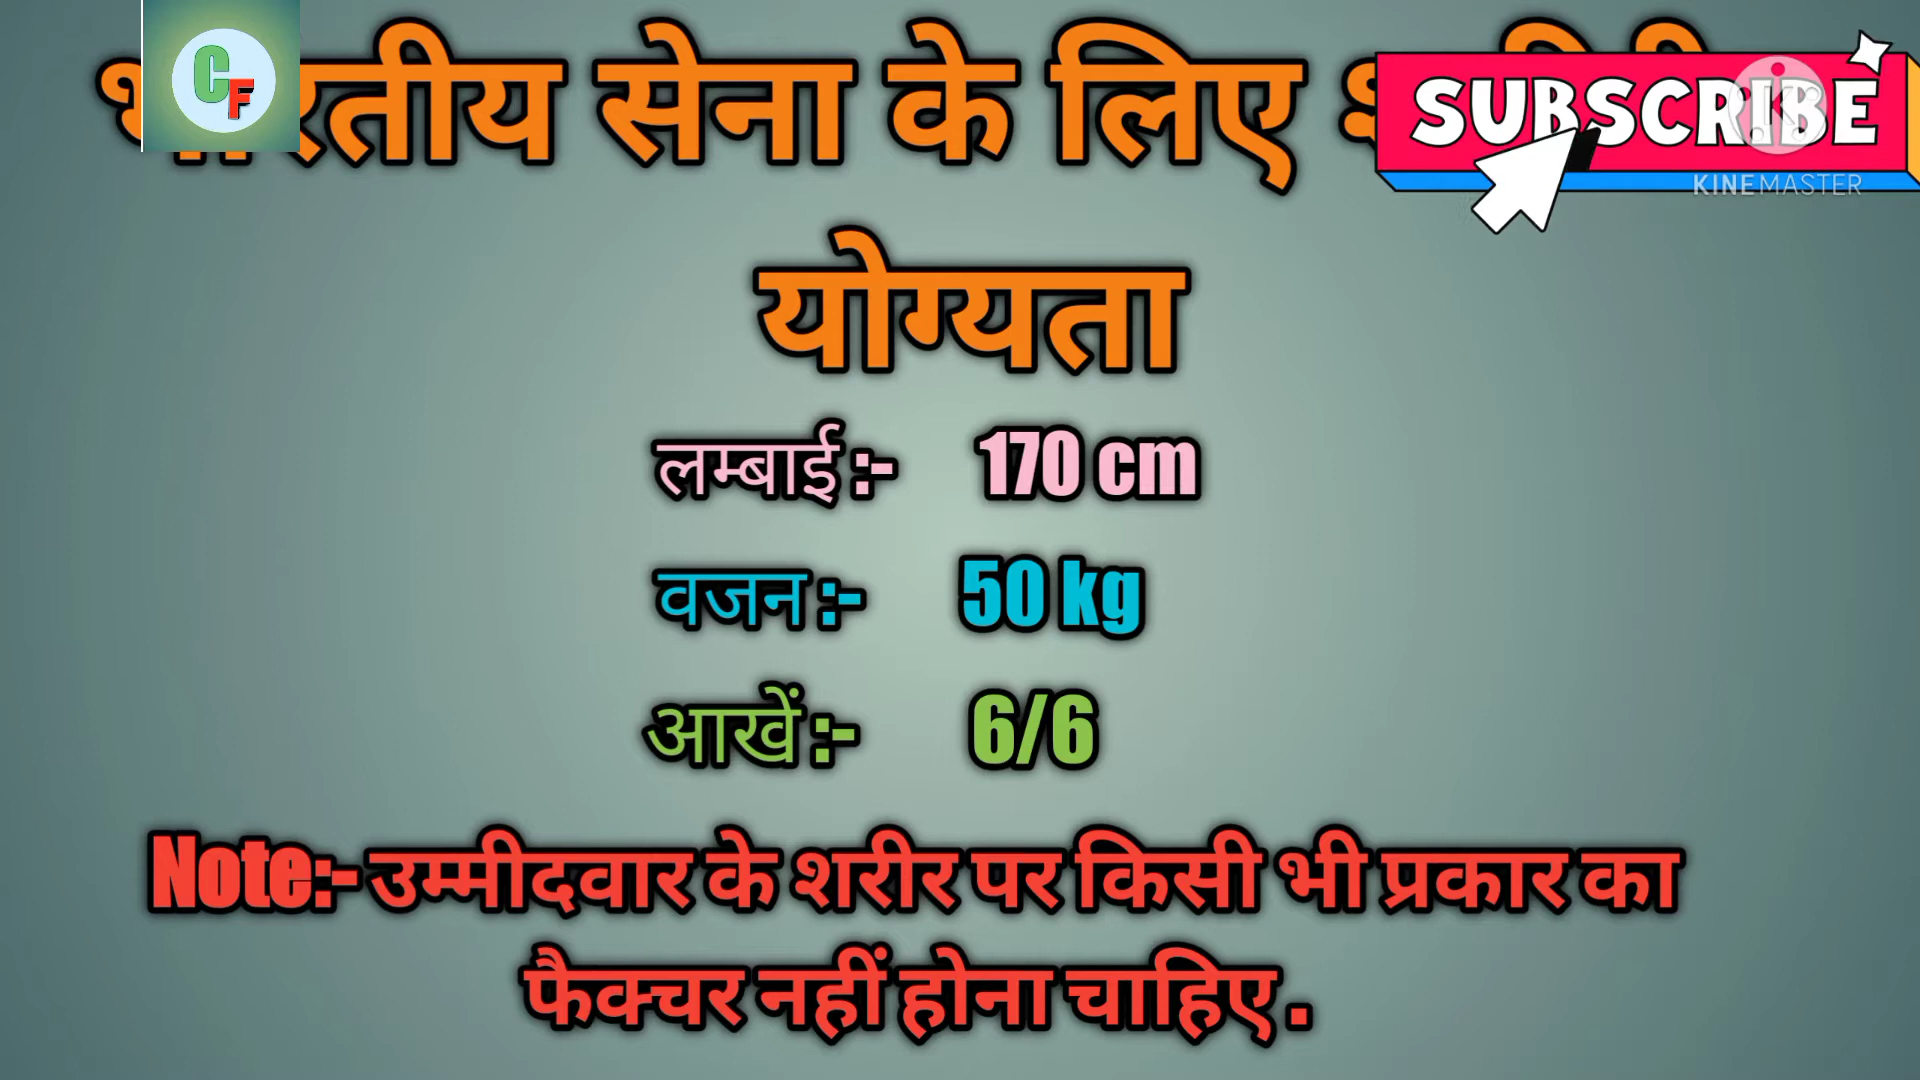 CF
भारतीय सेना के लिए
SUBSCRIBE
KINEMASTER
योग्यता
लम्बाई :- 170 cm
वजन :- 50 kg
आखें :- 6/6
Note:- उम्मीदवार के शरीर पर किसी भी प्रकार का
फैक्चर नहीं होना चाहिए .